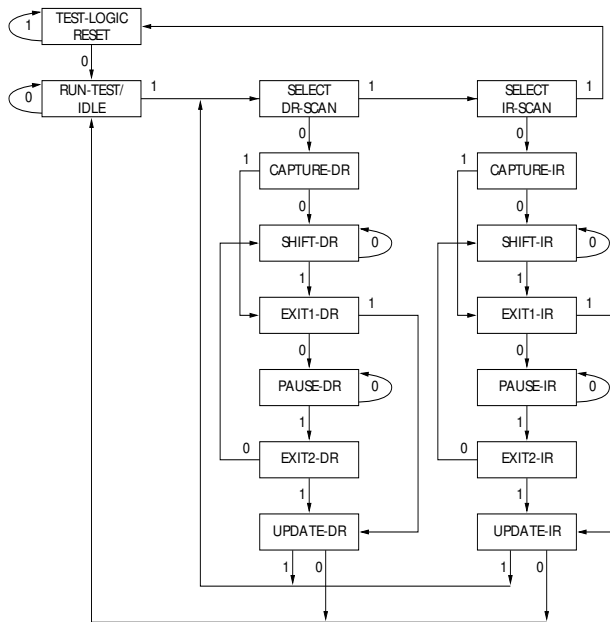 1
TEST-LOGIC
RESET
0
0
RUN-TEST/
IDLE
1
SELECT
DR-SCAN
1
SELECT
IR-SCAN
1
0
0
1
CAPTURE-DR
1
CAPTURE-IR
0
0
SHIFT-DR
0
SHIFT-IR
0
1
1
EXIT1-DR
1
EXIT1-IR
1
0
0
PAUSE-DR
0
PAUSE-IR
0
1
1
0
EXIT2-DR
0
EXIT2-IR
1
1
UPDATE-DR
UPDATE-IR
1
0
1
0